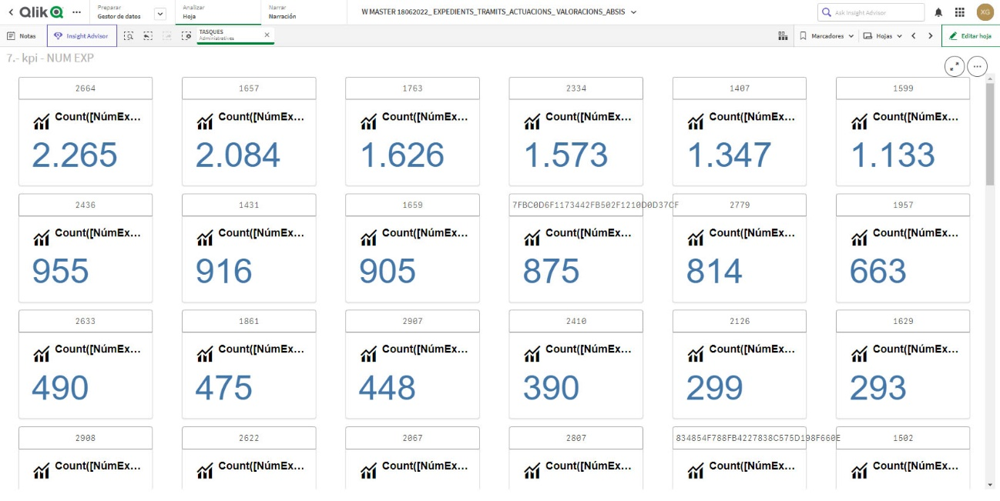 Qlik
Preparar
Gestor de datos
Analizar
Hoja
Narrar
Narración
W MASTER 18062022_ EXPEDIENTS_TRAMITS_ACTUACIONS_ VALORACIONS_ABSIS
Ask Insight Advisor
XG
Notas
Insight Advisor
TASQUES
Administratives
Marcadores
Hojas
Editar hoja
7.- kpi - NUM EXP
2664 1657 1763 2334 1407 1599
Count([NúmEx... Count([NúmEx... Count([NúmEx... Count([NúmEx... Count([NúmEx... Count([NúmEx...
2.265 2.084 1.626 1.573 1.347 1.133
2436 1431 1659 7FBC0D6F1173442FB502F1210D0D37CF 2779 1957
Count([NúmEx... Count([NúmEx... Count([NúmEx... Count([NúmEx... Count([NúmEx... Count([NúmEx...
955 916 905 875 814 663
2633 1861 2907 2410 2126 1629
Count([NúmEx... Count([NúmEx... Count([NúmEx... Count([NúmEx... Count([NúmEx... Count([NúmEx...
490 475 448 390 299 293
2908 2622 2067 2807 834854F788FB4227838C575D198F660E 1502
Count([NúmEx... Count([NúmEx... Count([NúmEx... Count([NúmEx... Count([NúmEx... Count([NúmEx...